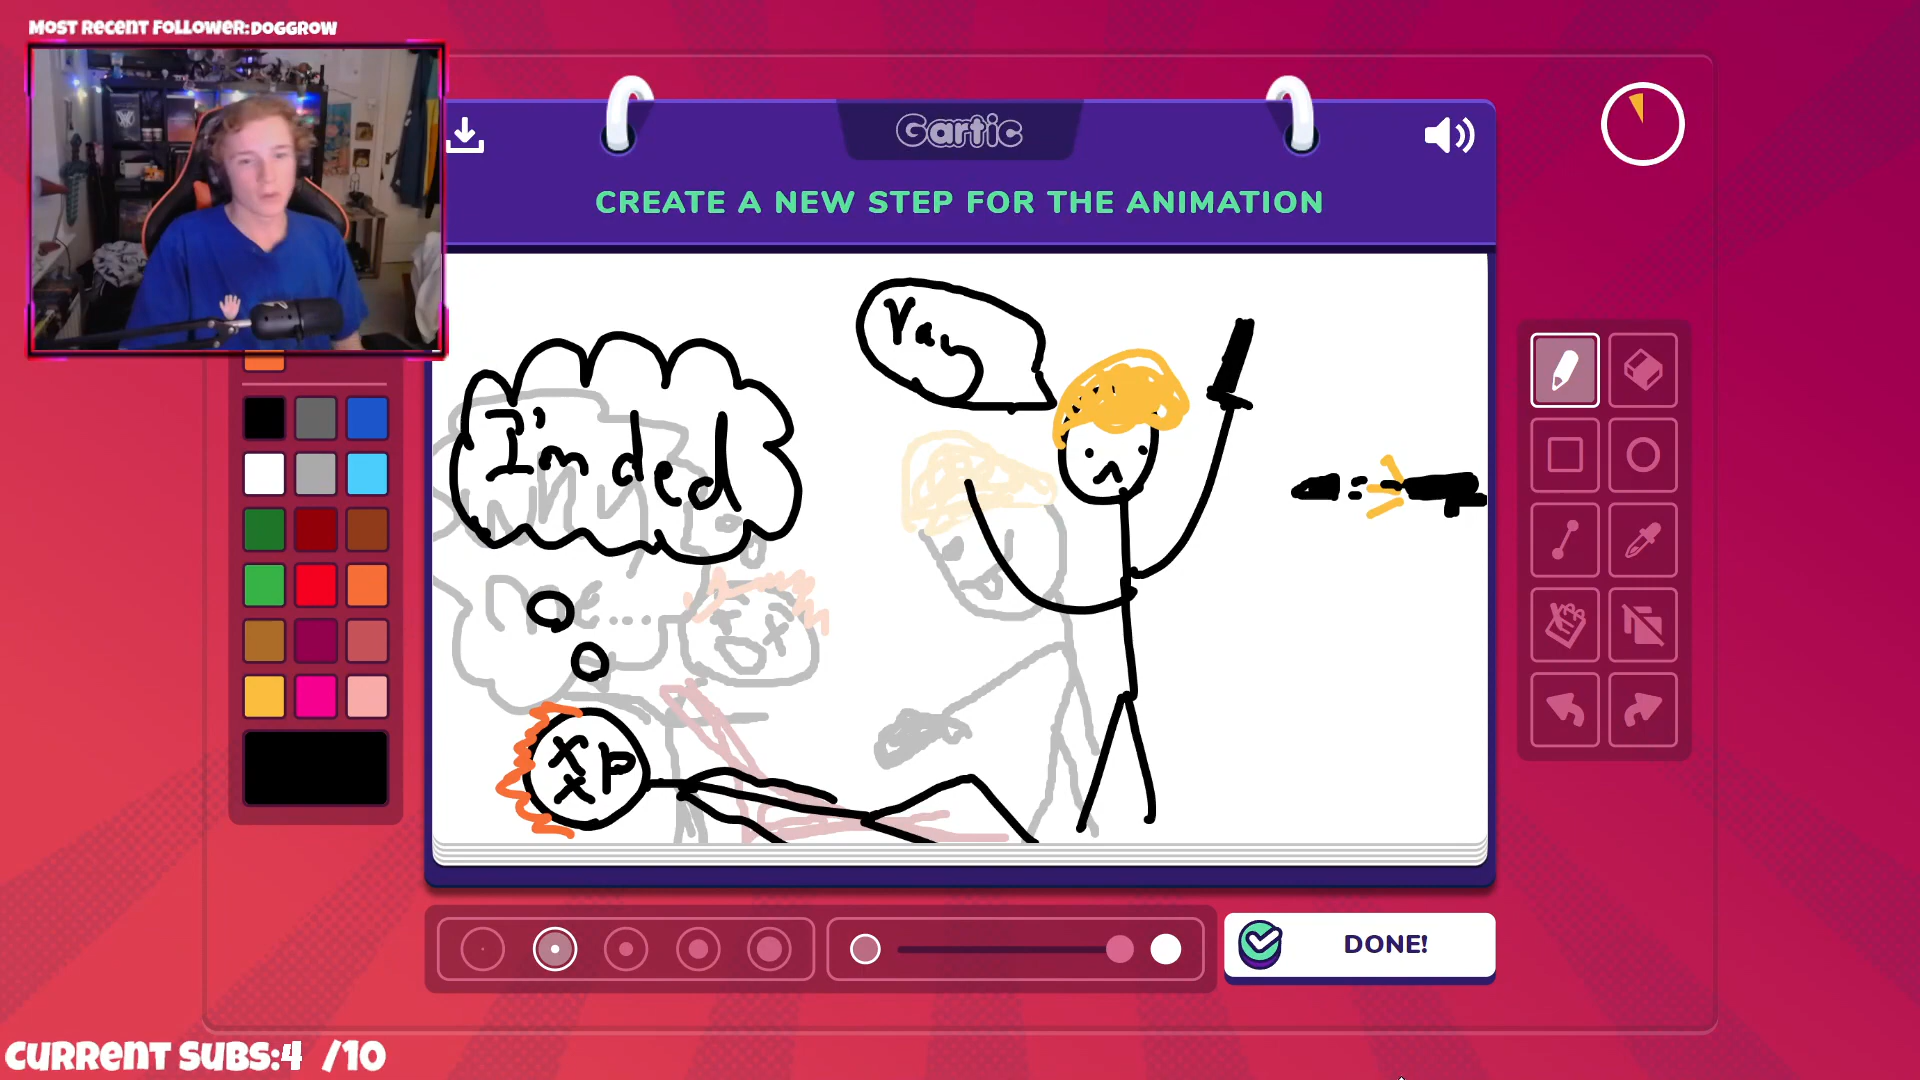 MOST RECENT FOLLOWER:DOGGROW
Gartic
CREATE A NEW STEP FOR THE ANIMATION
Yay
I'm ded
me.....
XP
DONE!
CURRENT SUBS:4 /10